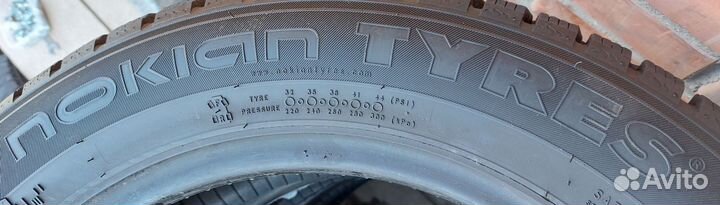 NOKIAN TYRES®
www.nokiantyres.com
TYRE 32 35 38 41 44 (PSI)
PRESSURE 220 240 260 280 300 (kPa)
Avito